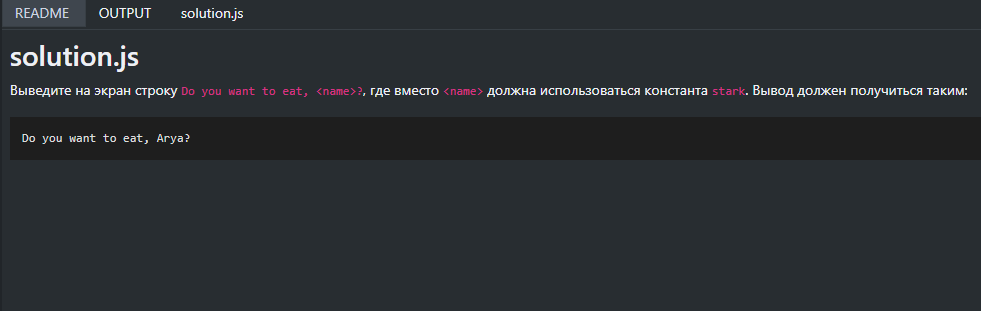 README OUTPUT solution.js
solution.js
Выведите на экран строку Do you want to eat, <name>?, где вместо <name> должна использоваться константа stark. Вывод должен получиться таким:
Do you want to eat, Arya?